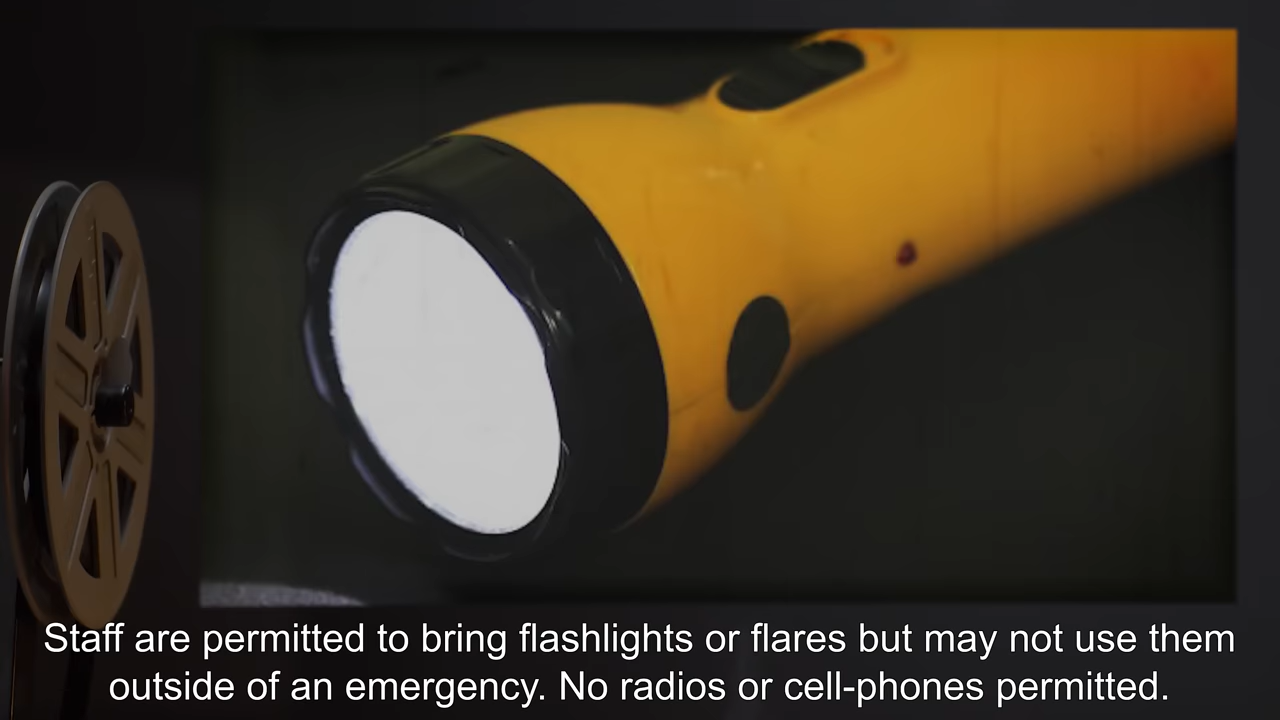 Staff are permitted to bring flashlights or flares but may not use them
outside of an emergency. No radios or cell-phones permitted.